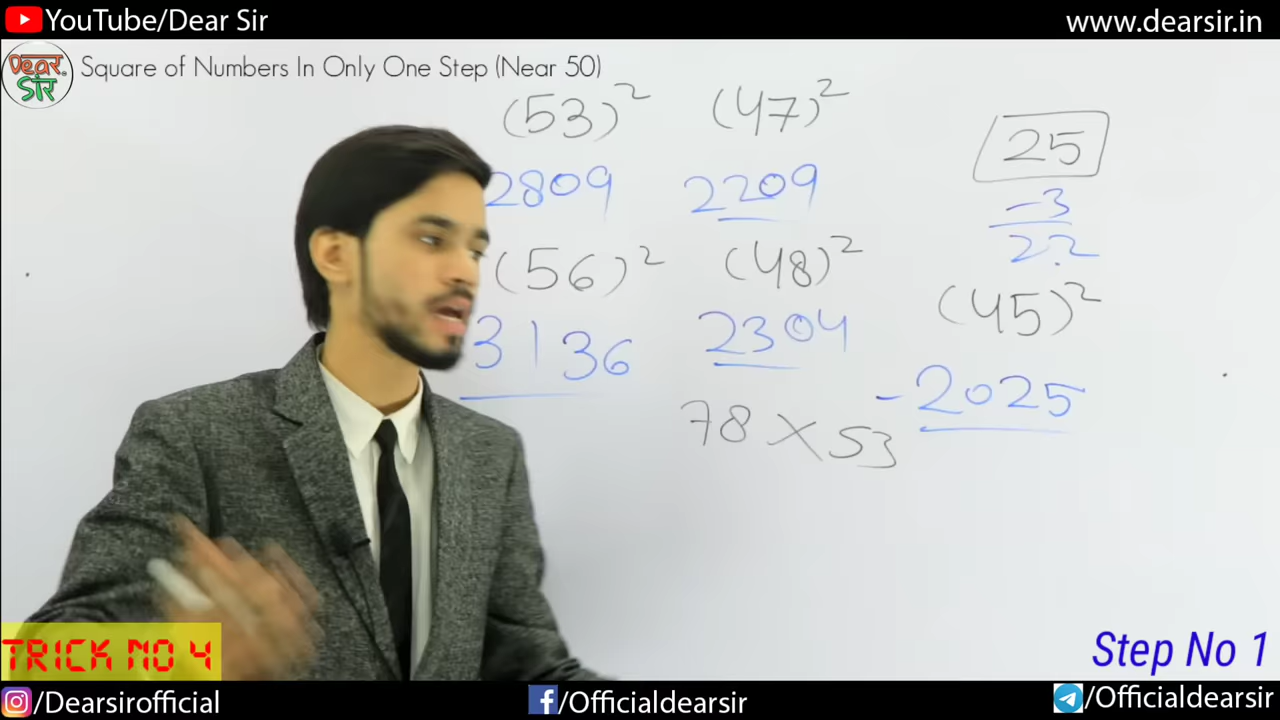 YouTube/Dear Sir
www.dearsir.in
Dear
सर
Square of Numbers In Only One Step (Near 50)
(53)²
(47)²
25
2809
2209
-3
22
(56)²
(48)²
(45)²
3136
2304
-2025
78 × 53
TRICK NO 4
Step No 1
/Dearsirofficial
/Officialdearsir
/Officialdearsir